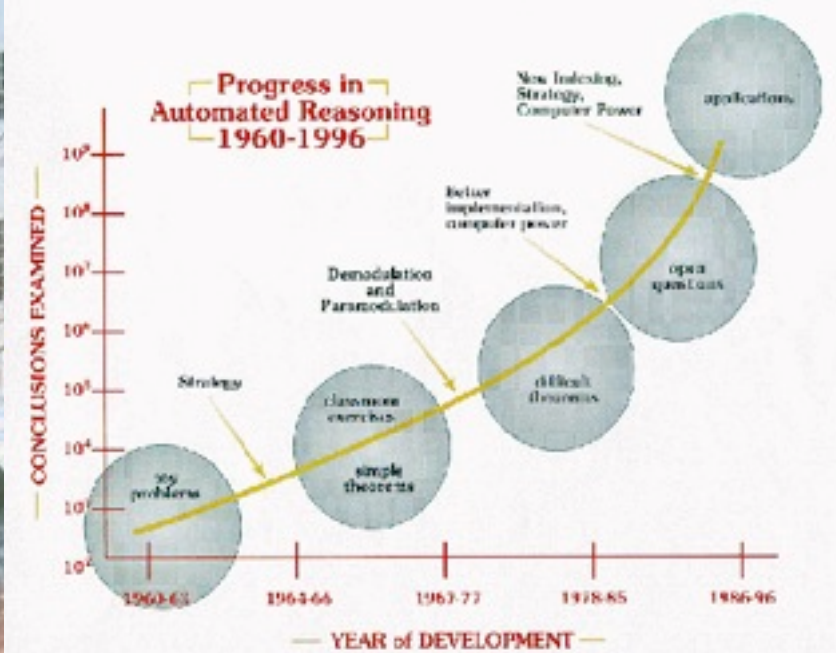 Progress in
Automated Reasoning
1960-1996
New Indexing,
Strategy,
Computer Power
applications
Better
implementation,
computer power
open
questions
Demodulation
and
Paramodulation
difficult
theorems
Strategy
classroom
exercises
simple
theorems
toy
problems
CONCLUSIONS EXAMINED
10⁹
10⁸
10⁷
10⁶
10⁵
10⁴
10³
10²
1960-63
1964-66
1967-77
1978-85
1986-96
YEAR of DEVELOPMENT